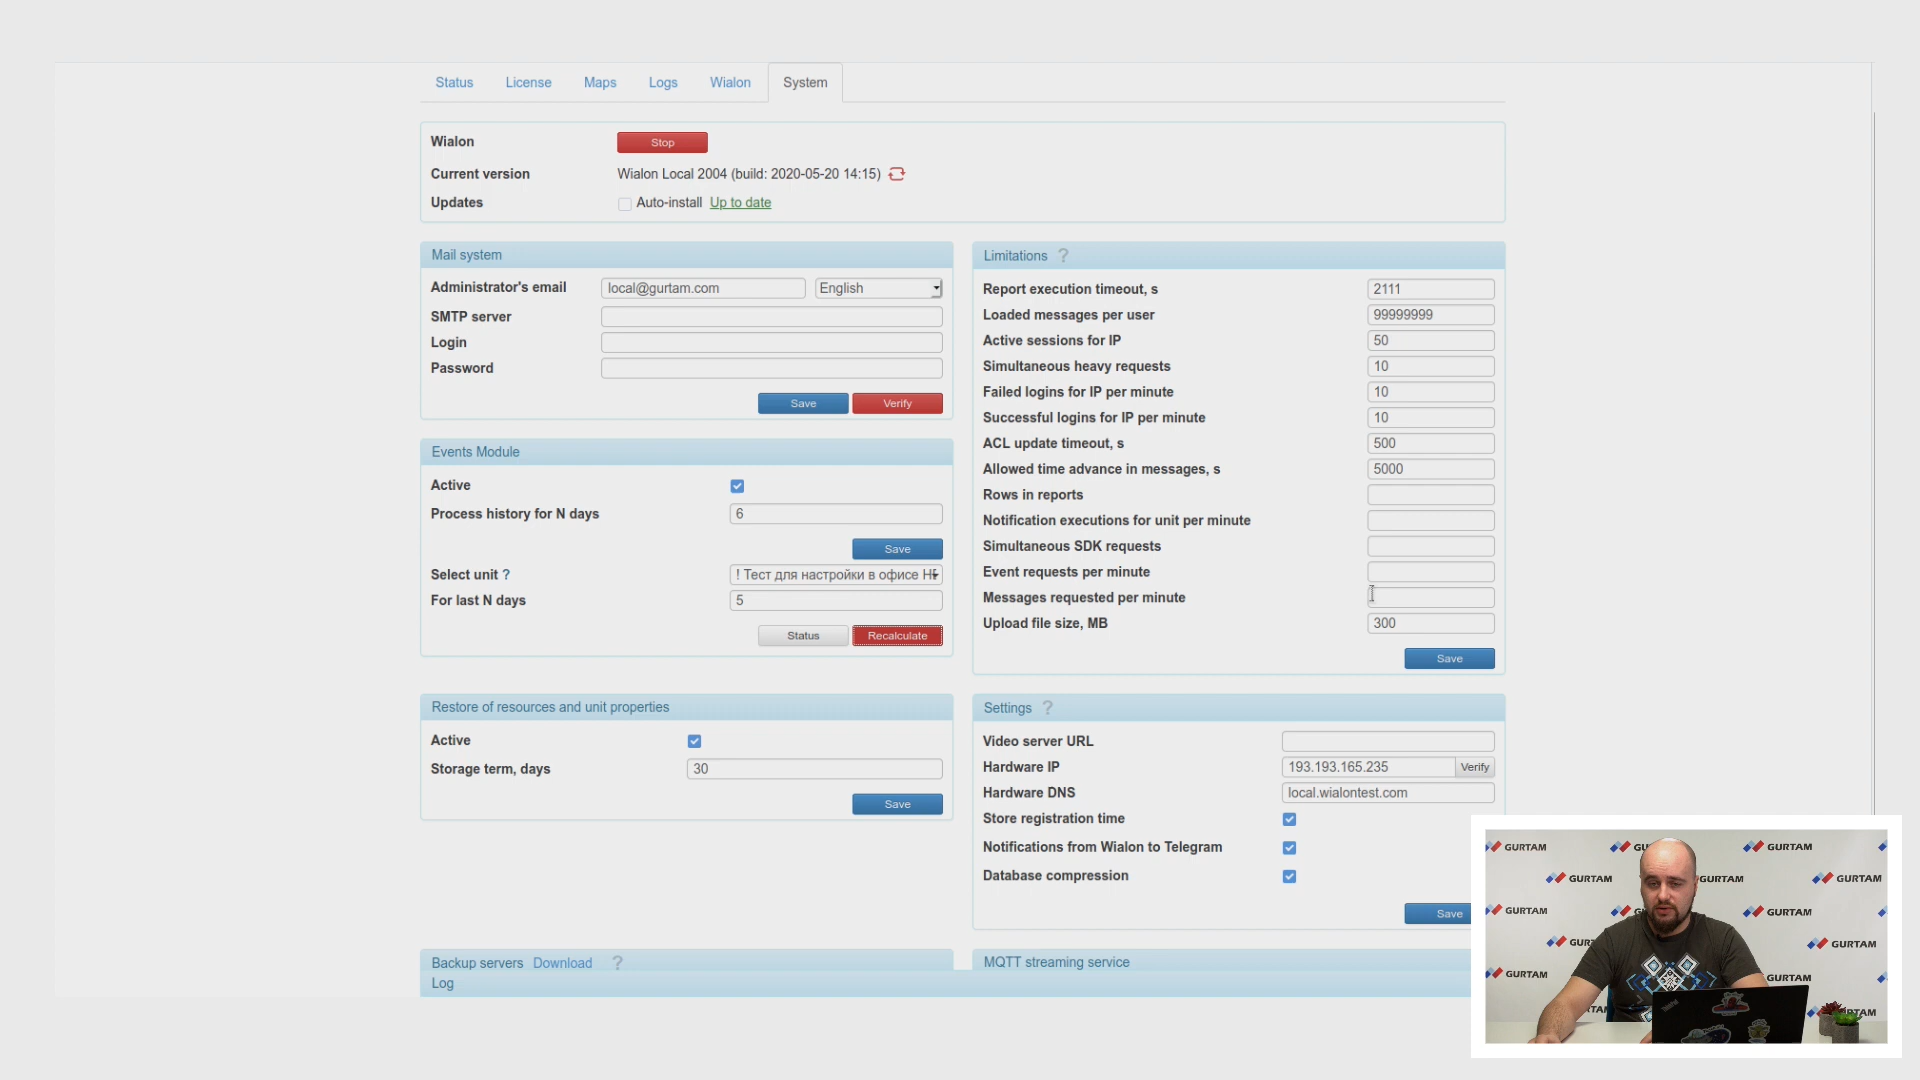 Status License Maps Logs Wialon System
Wialon Stop
Current version Wialon Local 2004 (build: 2020-05-20 14:15)
Updates Auto-install Up to date
Mail system
Administrator's email local@gurtam.com English
SMTP server
Login
Password
Save Verify
Events Module
Active
Process history for N days 6
Save
Select unit ? ! Тест для настройки в офисе
For last N days 5
Status Recalculate
Restore of resources and unit properties
Active
Storage term, days 30
Save
Backup servers Download ?
Log
Limitations ?
Report execution timeout, s 2111
Loaded messages per user 99999999
Active sessions for IP 50
Simultaneous heavy requests 10
Failed logins for IP per minute 10
Successful logins for IP per minute 10
ACL update timeout, s 500
Allowed time advance in messages, s 5000
Rows in reports
Notification executions for unit per minute
Simultaneous SDK requests
Event requests per minute
Messages requested per minute
Upload file size, MB 300
Save
Settings ?
Video server URL
Hardware IP 193.193.165.235 Verify
Hardware DNS local.wialontest.com
Store registration time
Notifications from Wialon to Telegram
Database compression
Save
MQTT streaming service
GURTAM GU GURTAM
GURTAM GURTAM GURTAM
GURTAM G GURTAM
GUR GURTAM
GURTAM GURTAM
TAM RTAM